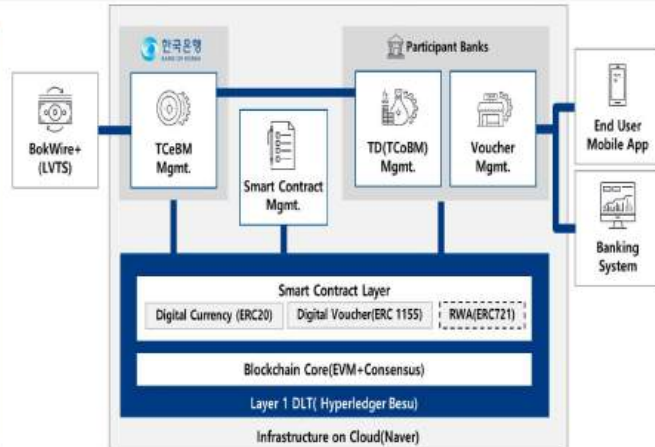 한국은행
BANK OF KOREA
Participant Banks
BokWire+
(LVTS)
TCeBM
Mgmt.
Smart Contract
Mgmt.
TD(TCoBM)
Mgmt.
Voucher
Mgmt.
End User
Mobile App
Banking
System
Smart Contract Layer
Digital Currency (ERC20)
Digital Voucher(ERC 1155)
RWA(ERC721)
Blockchain Core(EVM+Consensus)
Layer 1 DLT( Hyperledger Besu)
Infrastructure on Cloud(Naver)